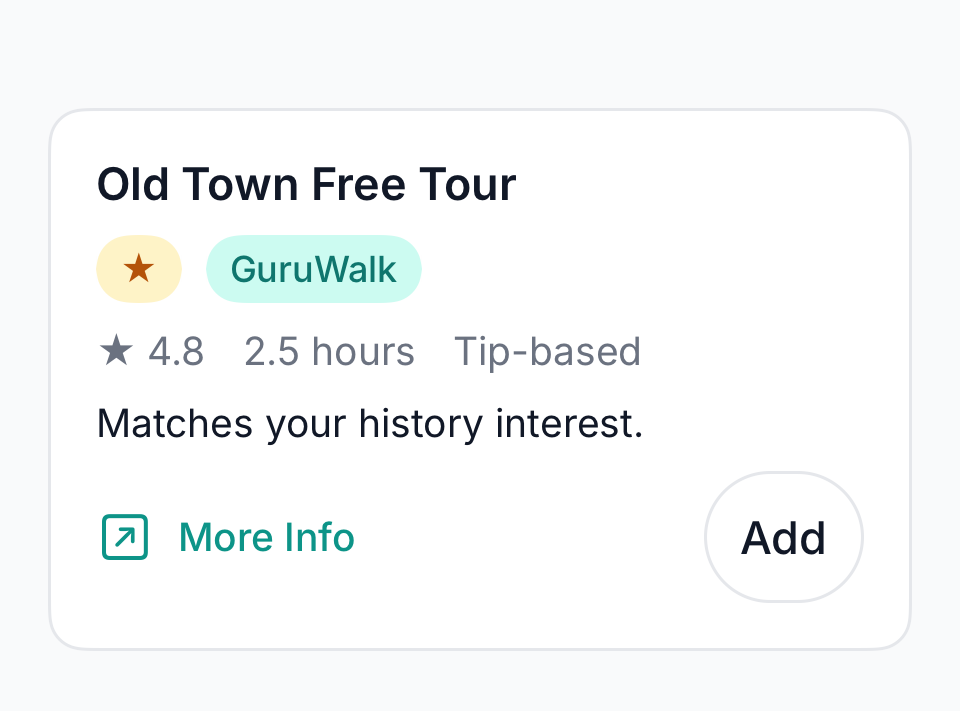 Old Town Free Tour
★ GuruWalk
★ 4.8 2.5 hours Tip-based
Matches your history interest.
More Info Add